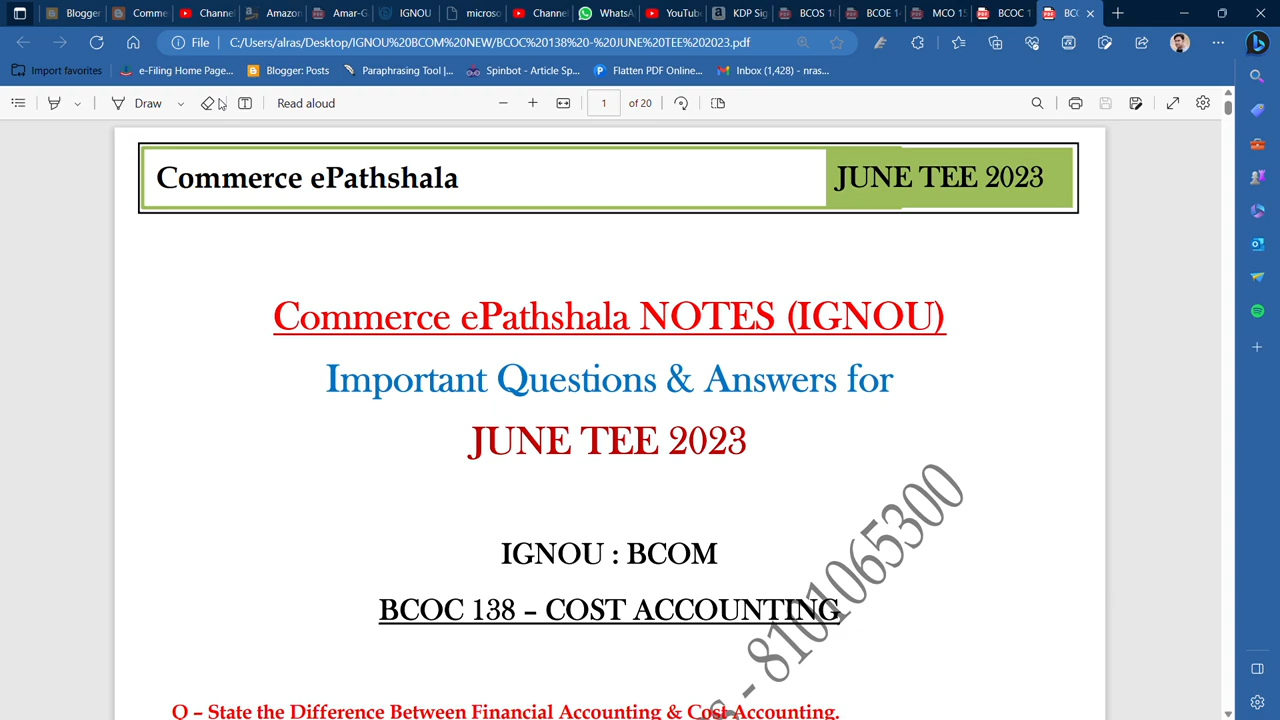 Blogger
Comme
Channel
Amazon
Amar-G
IGNOU
microso
Channel
WhatsA
YouTub
KDP Sig
BCOS 18
BCOE 14
MCO 15
BCOC 1
BCC
File
C:/Users/alras/Desktop/IGNOU%20BCOM%20NEW/BCOC%20138%20-%20JUNE%20TEE%202023.pdf
Import favorites
e-Filing Home Page...
Blogger: Posts
Paraphrasing Tool |...
Spinbot - Article Sp...
Flatten PDF Online...
Inbox (1,428) - nras...
Draw
Read aloud
1 of 20
Commerce ePathshala
JUNE TEE 2023
Commerce ePathshala NOTES (IGNOU)
Important Questions & Answers for
JUNE TEE 2023
IGNOU : BCOM
BCOC 138 – COST ACCOUNTING
- 8101065300
Q – State the Difference Between Financial Accounting & Cost Accounting.